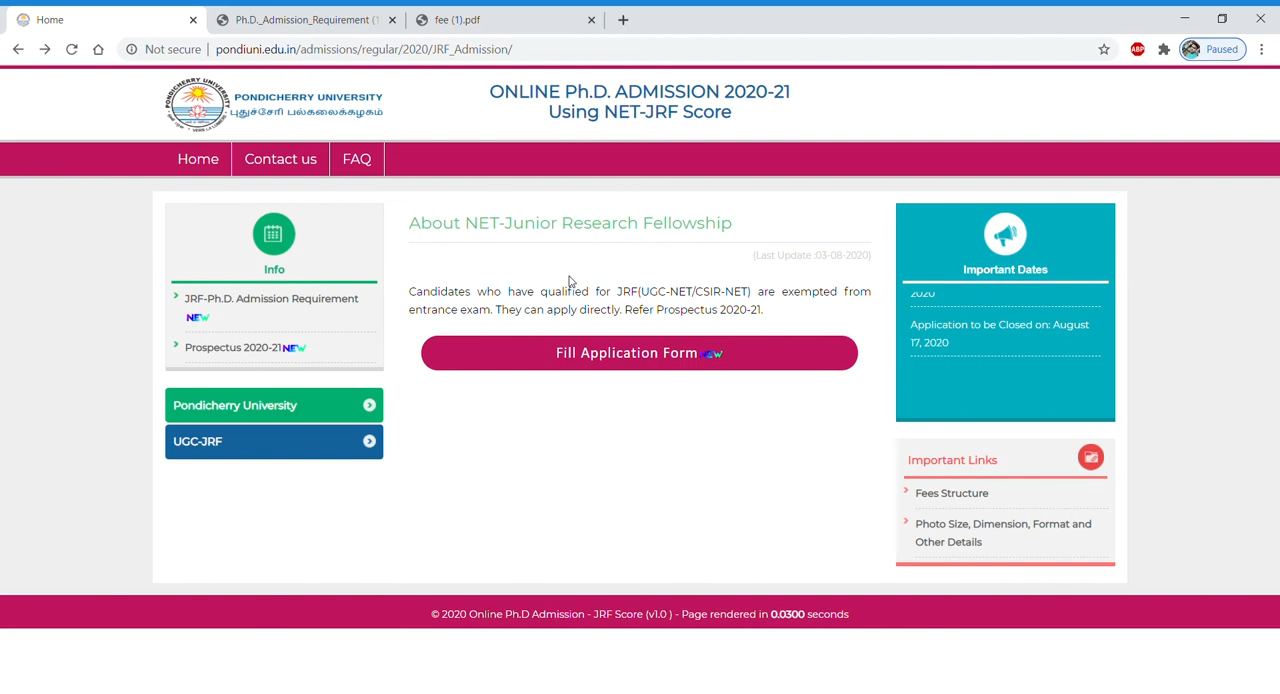 Home
Ph.D._Admission_Requirement (1
fee (1).pdf
Not secure | pondiuni.edu.in/admissions/regular/2020/JRF_Admission/
ABP
Paused
PONDICHERRY UNIVERSITY
PONDICHERRY UNIVERSITY
புதுச்சேரி பல்கலைக்கழகம்
ONLINE Ph.D. ADMISSION 2020-21
Using NET-JRF Score
Home
Contact us
FAQ
Info
JRF-Ph.D. Admission Requirement
NEW
Prospectus 2020-21 NEW
Pondicherry University
UGC-JRF
About NET-Junior Research Fellowship
(Last Update :03-08-2020)
Candidates who have qualified for JRF(UGC-NET/CSIR-NET) are exempted from
entrance exam. They can apply directly. Refer Prospectus 2020-21.
Fill Application Form NEW
Important Dates
2020
Application to be Closed on: August
17, 2020
Important Links
Fees Structure
Photo Size, Dimension, Format and
Other Details
© 2020 Online Ph.D Admission - JRF Score (v1.0 ) - Page rendered in 0.0300 seconds